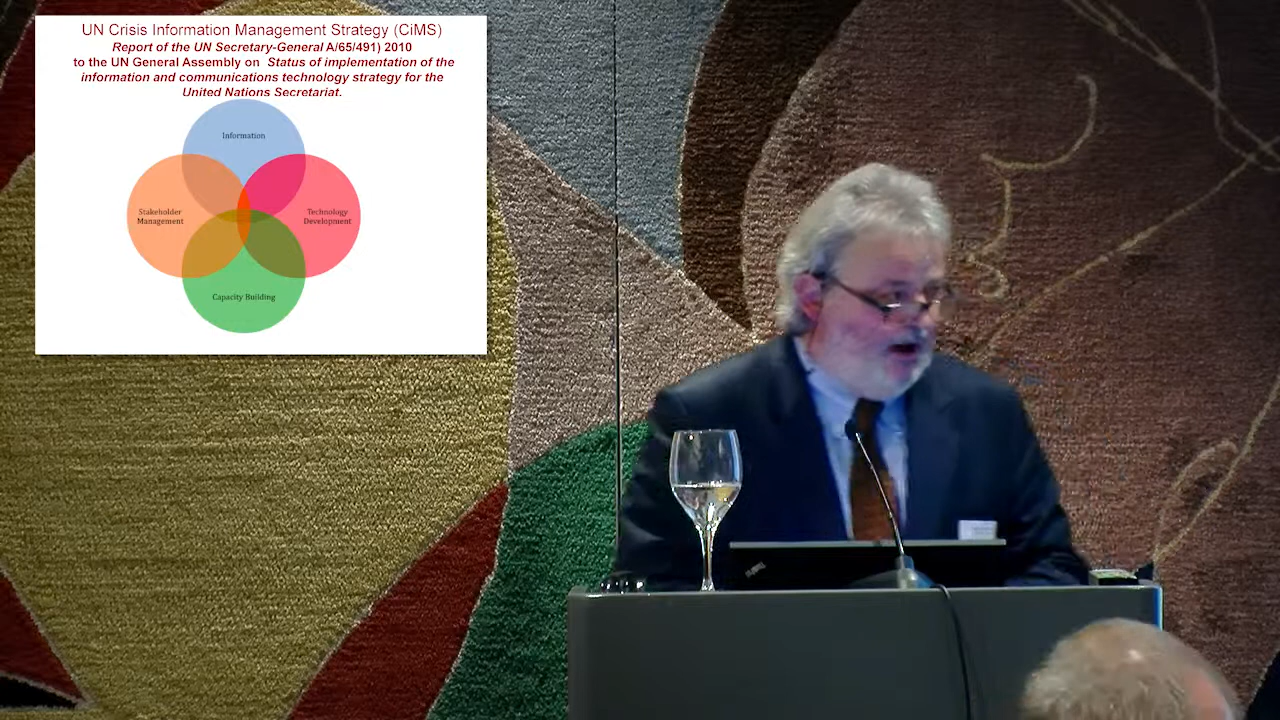 UN Crisis Information Management Strategy (CiMS)
Report of the UN Secretary-General A/65/491) 2010
to the UN General Assembly on Status of implementation of the
information and communications technology strategy for the
United Nations Secretariat.
Information
Stakeholder
Management
Technology
Development
Capacity Building